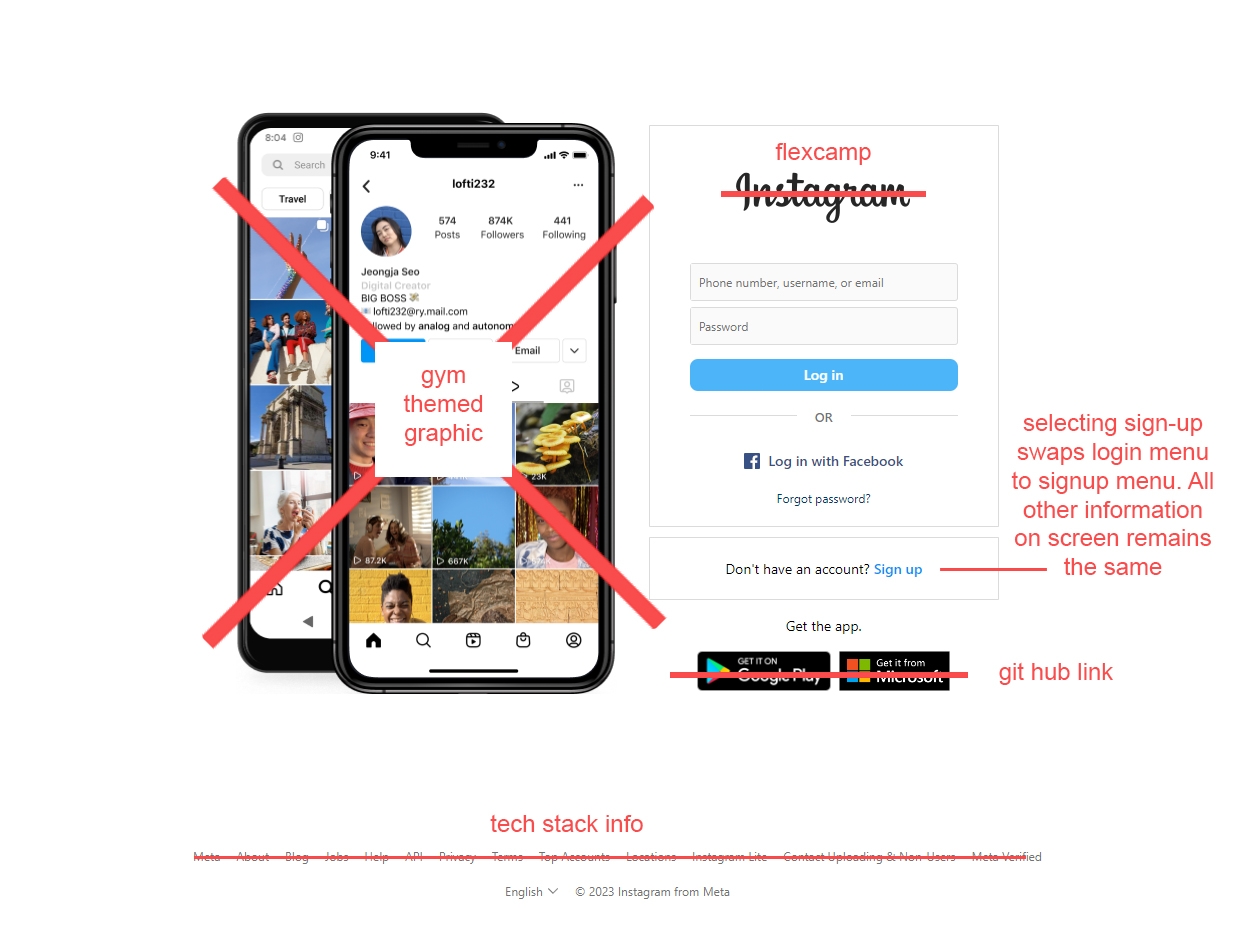 8:04
Search
Travel
9:41
lofti232
574
874K
441
Posts
Followers
Following
Jeongja Seo
Digital Creator
BIG BOSS
lofti232@ry.mail.com
followed by analog and autonom
Email
gym
themed
graphic
23K
87.2K
667K
flexcamp
Instagram
Phone number, username, or email
Password
Log in
OR
Log in with Facebook
Forgot password?
selecting sign-up
swaps login menu
to signup menu. All
other information
on screen remains
the same
Don't have an account? Sign up
Get the app.
GET IT ON
Google Play
Get it from
Microsoft
git hub link
tech stack info
Meta About Blog Jobs Help API Privacy Terms Top Accounts Locations Instagram Lite Contact Uploading & Non-Users Meta Verified
English © 2023 Instagram from Meta